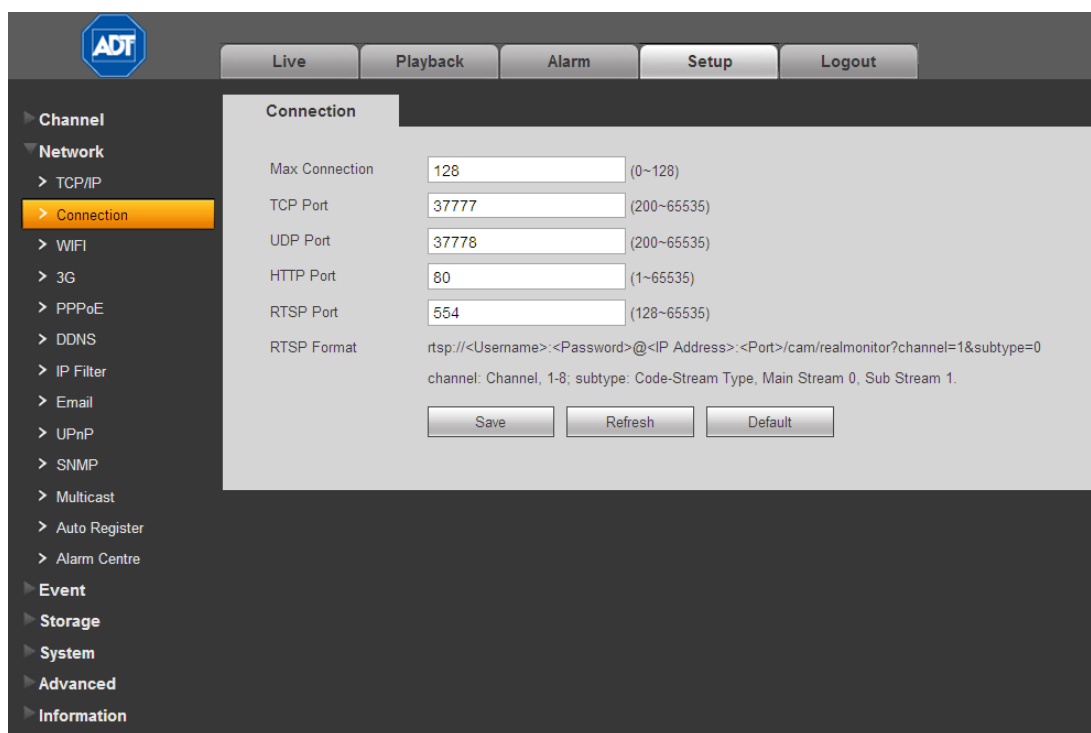 ADT
Live Playback Alarm Setup Logout
Channel
Network
> TCP/IP
> Connection
> WIFI
> 3G
> PPPoE
> DDNS
> IP Filter
> Email
> UPnP
> SNMP
> Multicast
> Auto Register
> Alarm Centre
Event
Storage
System
Advanced
Information
Connection
Max Connection 128 (0~128)
TCP Port 37777 (200~65535)
UDP Port 37778 (200~65535)
HTTP Port 80 (1~65535)
RTSP Port 554 (128~65535)
RTSP Format rtsp://<Username>:<Password>@<IP Address>:<Port>/cam/realmonitor?channel=1&subtype=0
channel: Channel, 1-8; subtype: Code-Stream Type, Main Stream 0, Sub Stream 1.
Save Refresh Default